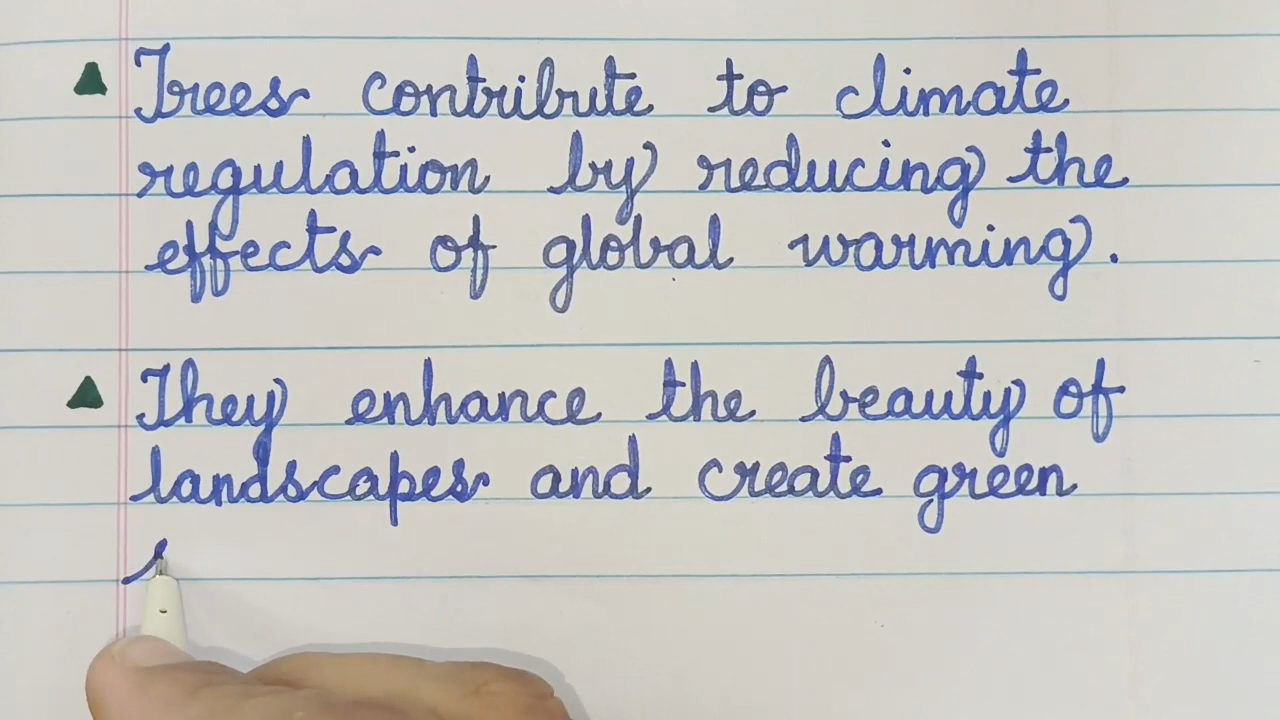 Trees contribute to climate
regulation by reducing the
effects of global warming.
They enhance the beauty of
landscapes and create green